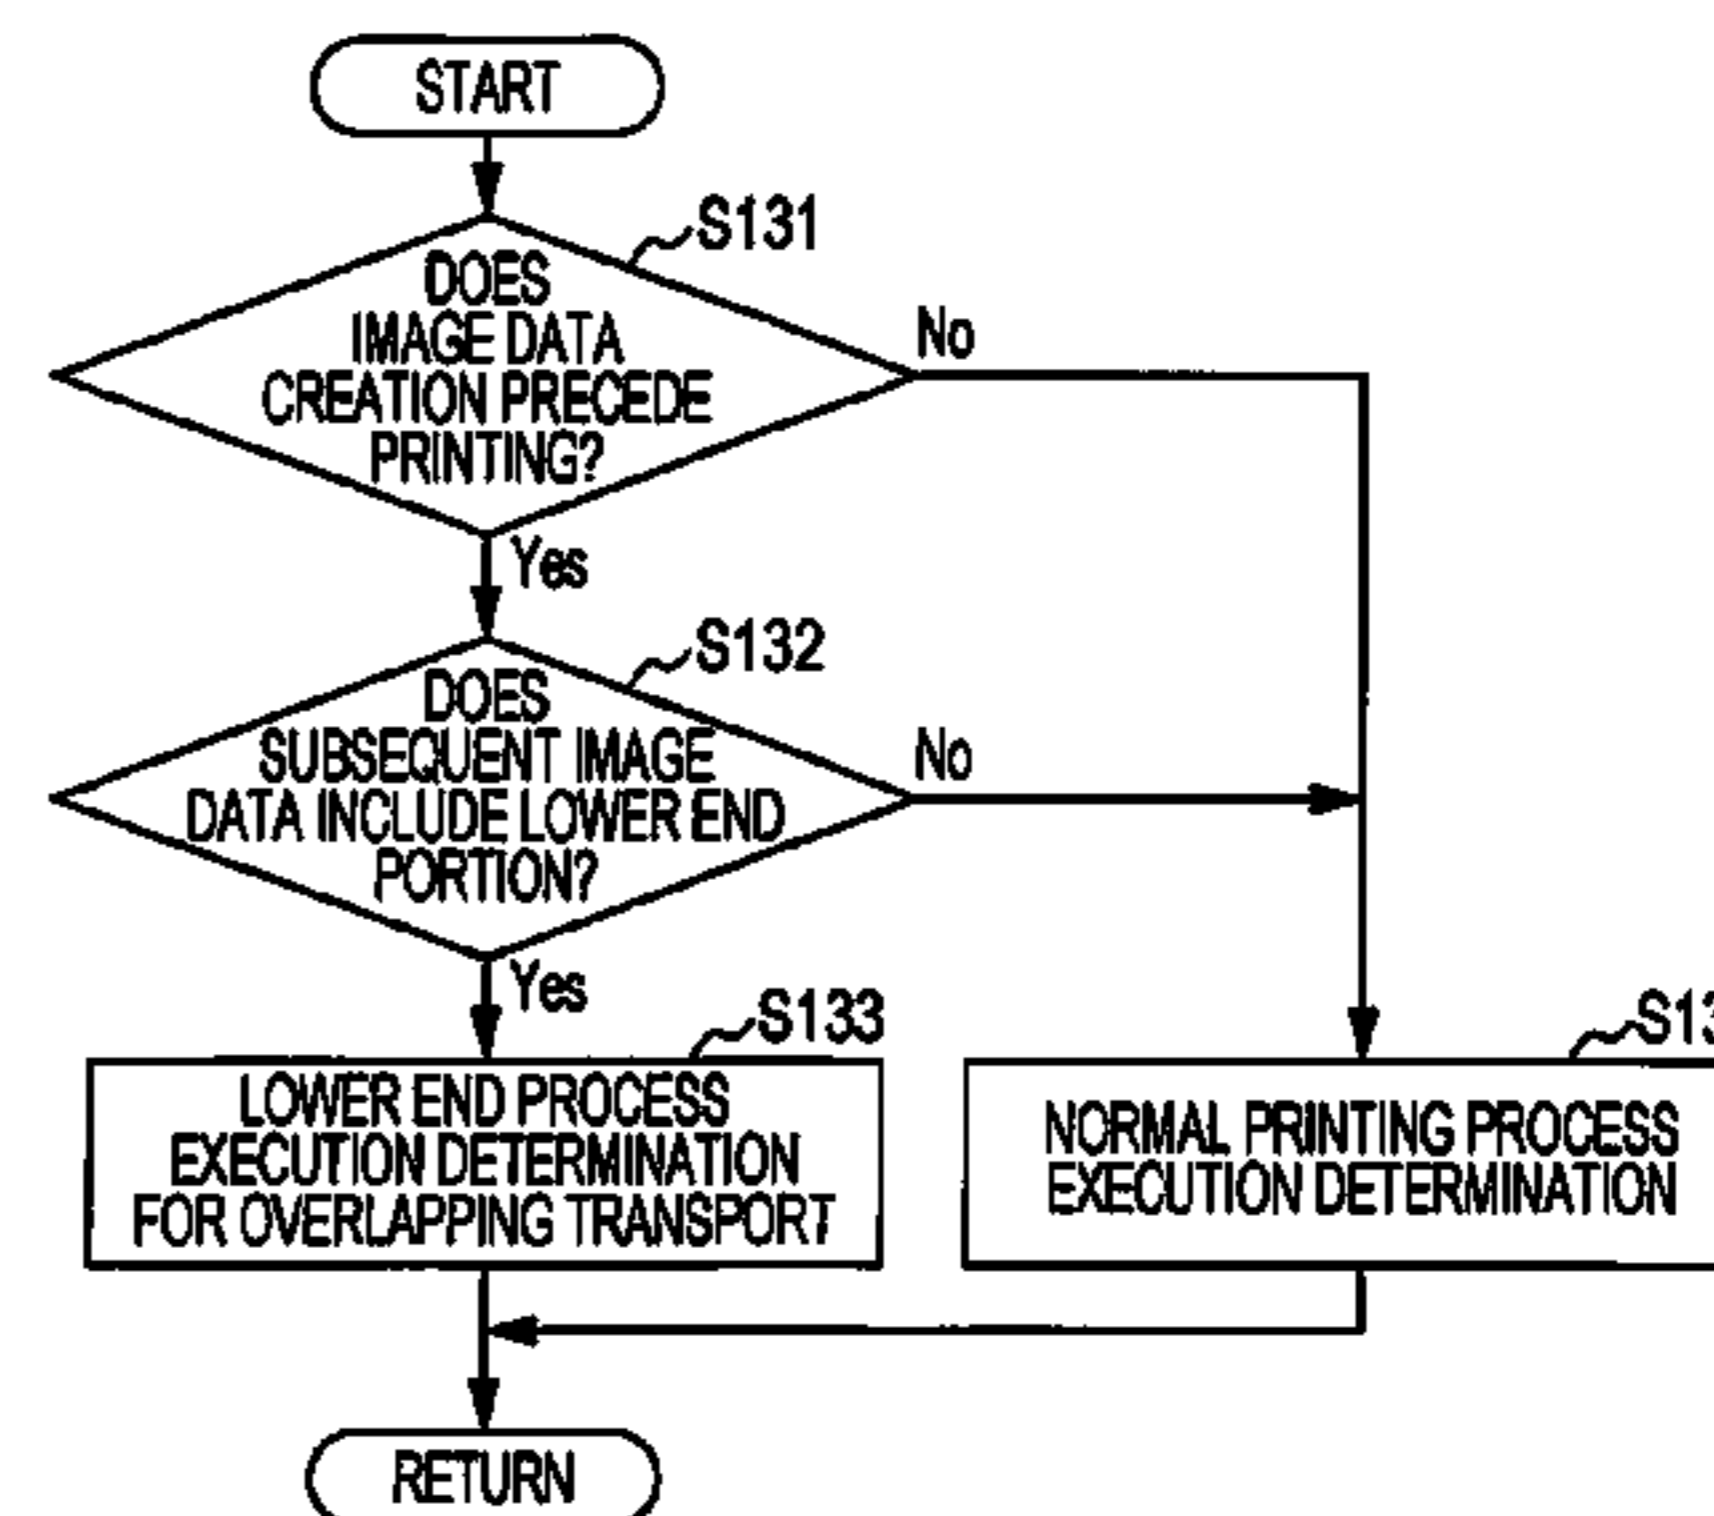 START
S131
DOES
IMAGE DATA
CREATION PRECEDE
PRINTING?
No
Yes
S132
DOES
SUBSEQUENT IMAGE
DATA INCLUDE LOWER END
PORTION?
No
Yes
S133
LOWER END PROCESS
EXECUTION DETERMINATION
FOR OVERLAPPING TRANSPORT
NORMAL PRINTING PROCESS
EXECUTION DETERMINATION
RETURN